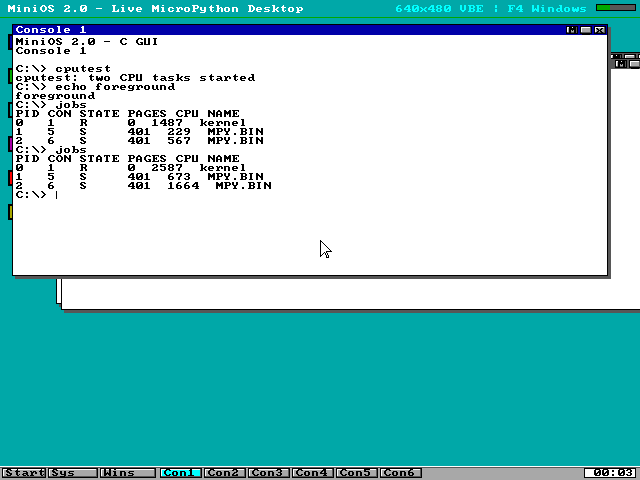 MiniOS 2.0 - Live MicroPython Desktop 640x480 VBE | F4 Windows
Console 1
MiniOS 2.0 - C GUI
Console 1
C:\> cputest
cputest: two CPU tasks started
C:\> echo foreground
foreground
C:\> jobs
PID CON STATE PAGES CPU NAME
0 1 R 0 1487 kernel
1 5 S 401 229 MPY.BIN
2 6 S 401 567 MPY.BIN
C:\> jobs
PID CON STATE PAGES CPU NAME
0 1 R 0 2587 kernel
1 5 S 401 673 MPY.BIN
2 6 S 401 1664 MPY.BIN
C:\>
Start Sys Wins Con1 Con2 Con3 Con4 Con5 Con6 00:03